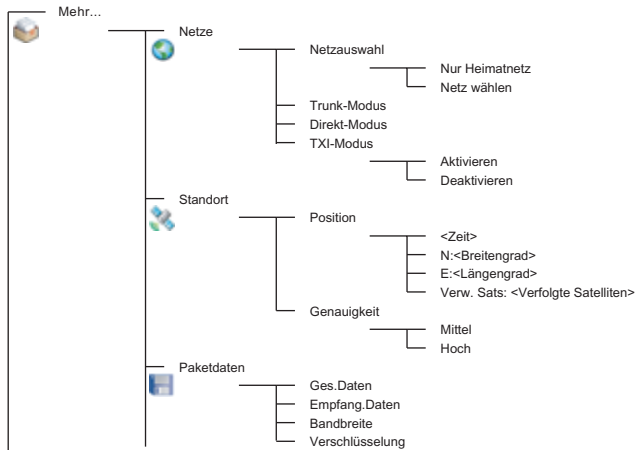 Mehr...
Netze
Netzauswahl
Nur Heimatnetz
Netz wählen
Trunk-Modus
Direkt-Modus
TXI-Modus
Aktivieren
Deaktivieren
Standort
Position
<Zeit>
N:<Breitengrad>
E:<Längengrad>
Verw. Sats: <Verfolgte Satelliten>
Genauigkeit
Mittel
Hoch
Paketdaten
Ges.Daten
Empfang.Daten
Bandbreite
Verschlüsselung